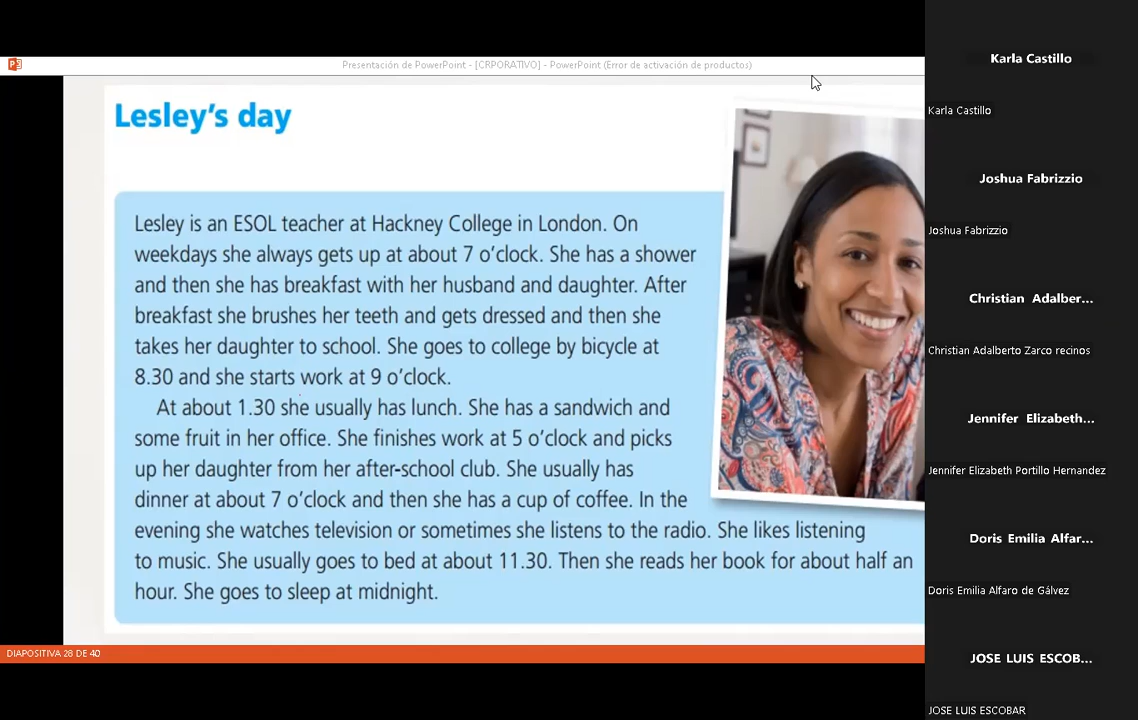 Presentación de PowerPoint - [CRPORATIVO] - PowerPoint (Error de activación de productos)
Lesley's day
Lesley is an ESOL teacher at Hackney College in London. On
weekdays she always gets up at about 7 o'clock. She has a shower
and then she has breakfast with her husband and daughter. After
breakfast she brushes her teeth and gets dressed and then she
takes her daughter to school. She goes to college by bicycle at
8.30 and she starts work at 9 o'clock.
At about 1.30 she usually has lunch. She has a sandwich and
some fruit in her office. She finishes work at 5 o'clock and picks
up her daughter from her after-school club. She usually has
dinner at about 7 o'clock and then she has a cup of coffee. In the
evening she watches television or sometimes she listens to the radio. She likes listening
to music. She usually goes to bed at about 11.30. Then she reads her book for about half an
hour. She goes to sleep at midnight.
DIAPOSITIVA 28 DE 40
Karla Castillo
Karla Castillo
Joshua Fabrizzio
Joshua Fabrizzio
Christian Adalber...
Christian Adalberto Zarco recinos
Jennifer Elizabeth...
Jennifer Elizabeth Portillo Hernandez
Doris Emilia Alfar...
Doris Emilia Alfaro de Gálvez
JOSE LUIS ESCOB...
JOSE LUIS ESCOBAR